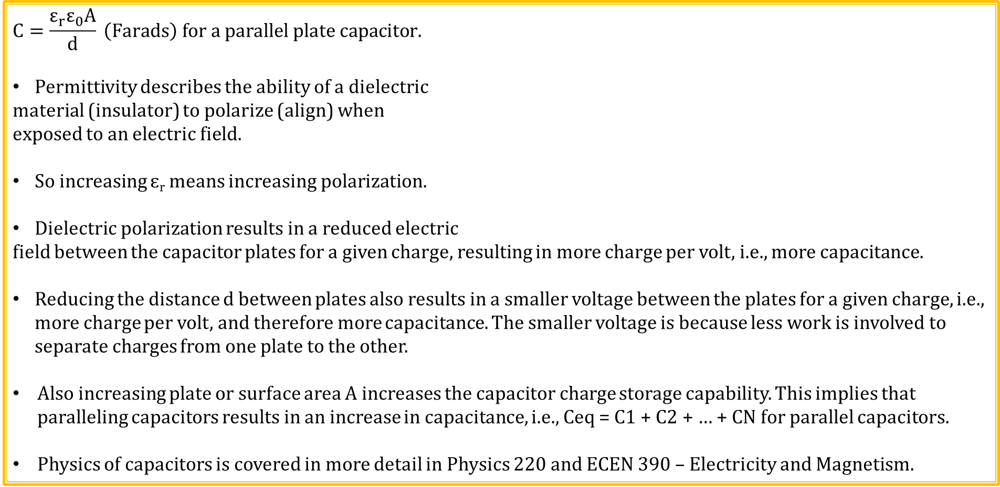 C = εrε0A/d (Farads) for a parallel plate capacitor.
• Permittivity describes the ability of a dielectric
material (insulator) to polarize (align) when
exposed to an electric field.
• So increasing εr means increasing polarization.
• Dielectric polarization results in a reduced electric
field between the capacitor plates for a given charge, resulting in more charge per volt, i.e., more capacitance.
• Reducing the distance d between plates also results in a smaller voltage between the plates for a given charge, i.e.,
more charge per volt, and therefore more capacitance. The smaller voltage is because less work is involved to
separate charges from one plate to the other.
• Also increasing plate or surface area A increases the capacitor charge storage capability. This implies that
paralleling capacitors results in an increase in capacitance, i.e., Ceq = C1 + C2 + … + CN for parallel capacitors.
• Physics of capacitors is covered in more detail in Physics 220 and ECEN 390 – Electricity and Magnetism.